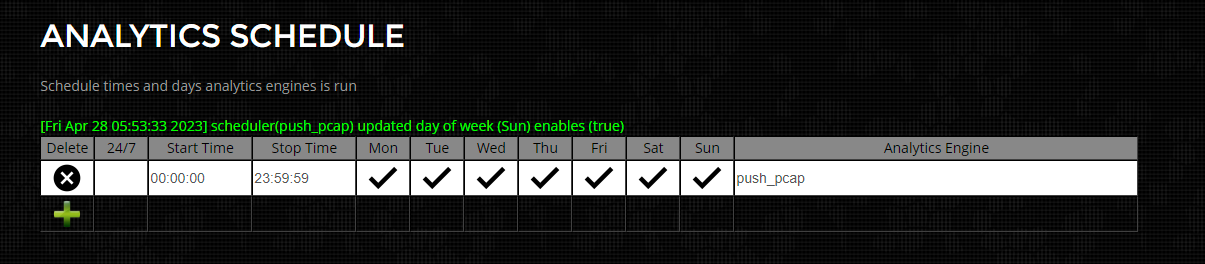 ANALYTICS SCHEDULE
Schedule times and days analytics engines is run
[Fri Apr 28 05:53:33 2023] scheduler(push_pcap) updated day of week (Sun) enables (true)
Delete 24/7 Start Time Stop Time Mon Tue Wed Thu Fri Sat Sun Analytics Engine
00:00:00 23:59:59 push_pcap